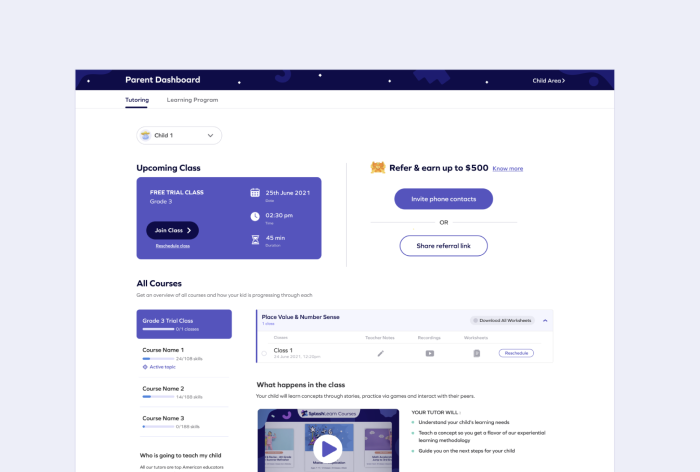 Parent Dashboard
Child Area
Tutoring
Learning Program
Child 1
Upcoming Class
FREE TRIAL CLASS
Grade 3
Join Class
Reschedule class
25th June 2021
Date
02:30 pm
Time
45 min
Duration
Refer & earn up to $500 Know more
Invite phone contacts
OR
Share referral link
All Courses
Get an overview of all courses and how your kid is progressing through each
Grade 3 Trial Class
0/1 classes
Course Name 1
24/108 skills
Active topic
Course Name 2
14/186 skills
Course Name 3
0/186 skills
Who is going to teach my child
All our tutors are top American educators
Place Value & Number Sense
1 class
Download All Worksheets
Classes Teacher Notes Recordings Worksheets
Class 1
24 June 2021, 12:30pm
Reschedule
What happens in the class
Your child will learn concepts through stories, practice via games and interact with their peers.
SplashLearn Courses
YOUR TUTOR WILL :
Understand your child's learning needs
Teach a concept so you get a flavor of our experiential
learning methodology
Guide you on the next steps for your child